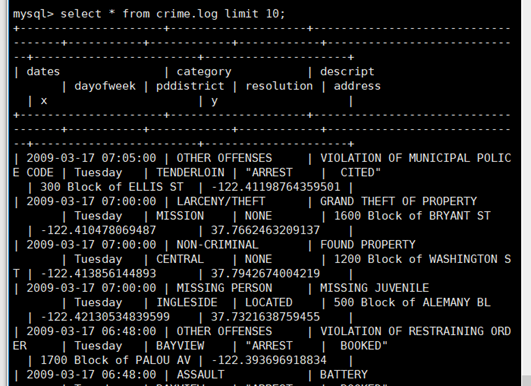 mysql> select * from crime.log limit 10;
+---------------------+--------------------+-----------------------------
-------+-----------+------------+------------+---------------------------
--+------------------------+---------------------+
| dates | category | descript
| dayofweek | pddistrict | resolution | address
| x | y |
+---------------------+--------------------+-----------------------------
-------+-----------+------------+------------+---------------------------
--+------------------------+---------------------+
| 2009-03-17 07:05:00 | OTHER OFFENSES | VIOLATION OF MUNICIPAL POLIC
E CODE | Tuesday | TENDERLOIN | "ARREST | CITED"
| 300 Block of ELLIS ST | -122.41198764359501 |
| 2009-03-17 07:00:00 | LARCENY/THEFT | GRAND THEFT OF PROPERTY
| Tuesday | MISSION | NONE | 1600 Block of BRYANT ST
| -122.410478069487 | 37.7662463209137 |
| 2009-03-17 07:00:00 | NON-CRIMINAL | FOUND PROPERTY
| Tuesday | CENTRAL | NONE | 1200 Block of WASHINGTON S
T | -122.413856144893 | 37.7942674004219 |
| 2009-03-17 07:00:00 | MISSING PERSON | MISSING JUVENILE
| Tuesday | INGLESIDE | LOCATED | 500 Block of ALEMANY BL
| -122.42130534839599 | 37.7321638759455 |
| 2009-03-17 06:48:00 | OTHER OFFENSES | VIOLATION OF RESTRAINING ORD
ER | Tuesday | BAYVIEW | "ARREST | BOOKED"
| 1700 Block of PALOU AV | -122.393696918834 |
| 2009-03-17 06:48:00 | ASSAULT | BATTERY
| Tuesday | BAYVIEW | "ARREST | BOOKED"